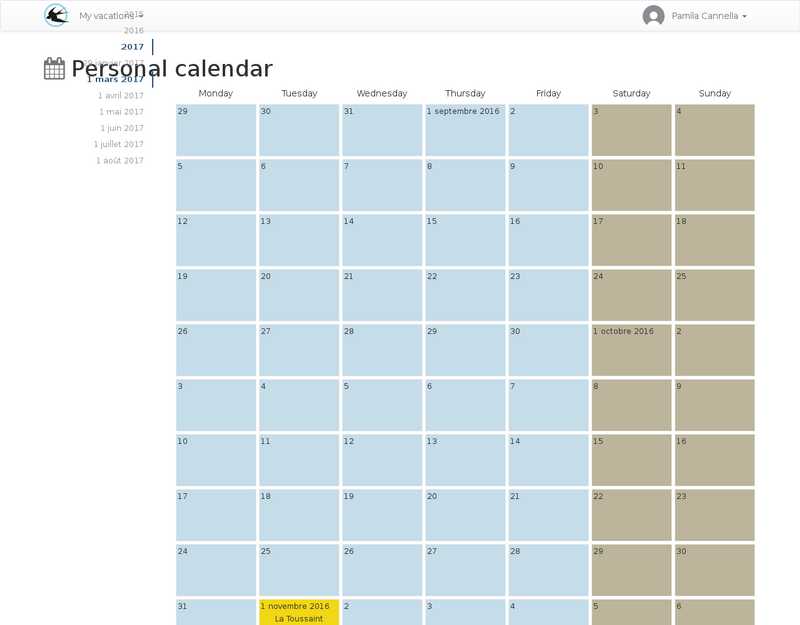 My vacations
2015
Pamila Cannella
2016
2017
Personal calendar
1 mars 2017
1 avril 2017
1 mai 2017
1 juin 2017
1 juillet 2017
1 août 2017
Monday Tuesday Wednesday Thursday Friday Saturday Sunday
29 30 31 1 septembre 2016 2 3 4
5 6 7 8 9 10 11
12 13 14 15 16 17 18
19 20 21 22 23 24 25
26 27 28 29 30 1 octobre 2016 2
3 4 5 6 7 8 9
10 11 12 13 14 15 16
17 18 19 20 21 22 23
24 25 26 27 28 29 30
31 1 novembre 2016 2 3 4 5 6
La Toussaint